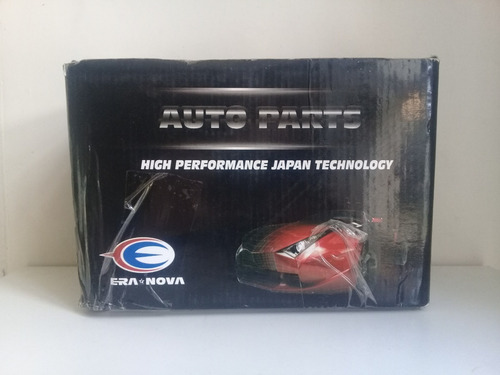 AUTO PARTS
HIGH PERFORMANCE JAPAN TECHNOLOGY
ERA★NOVA